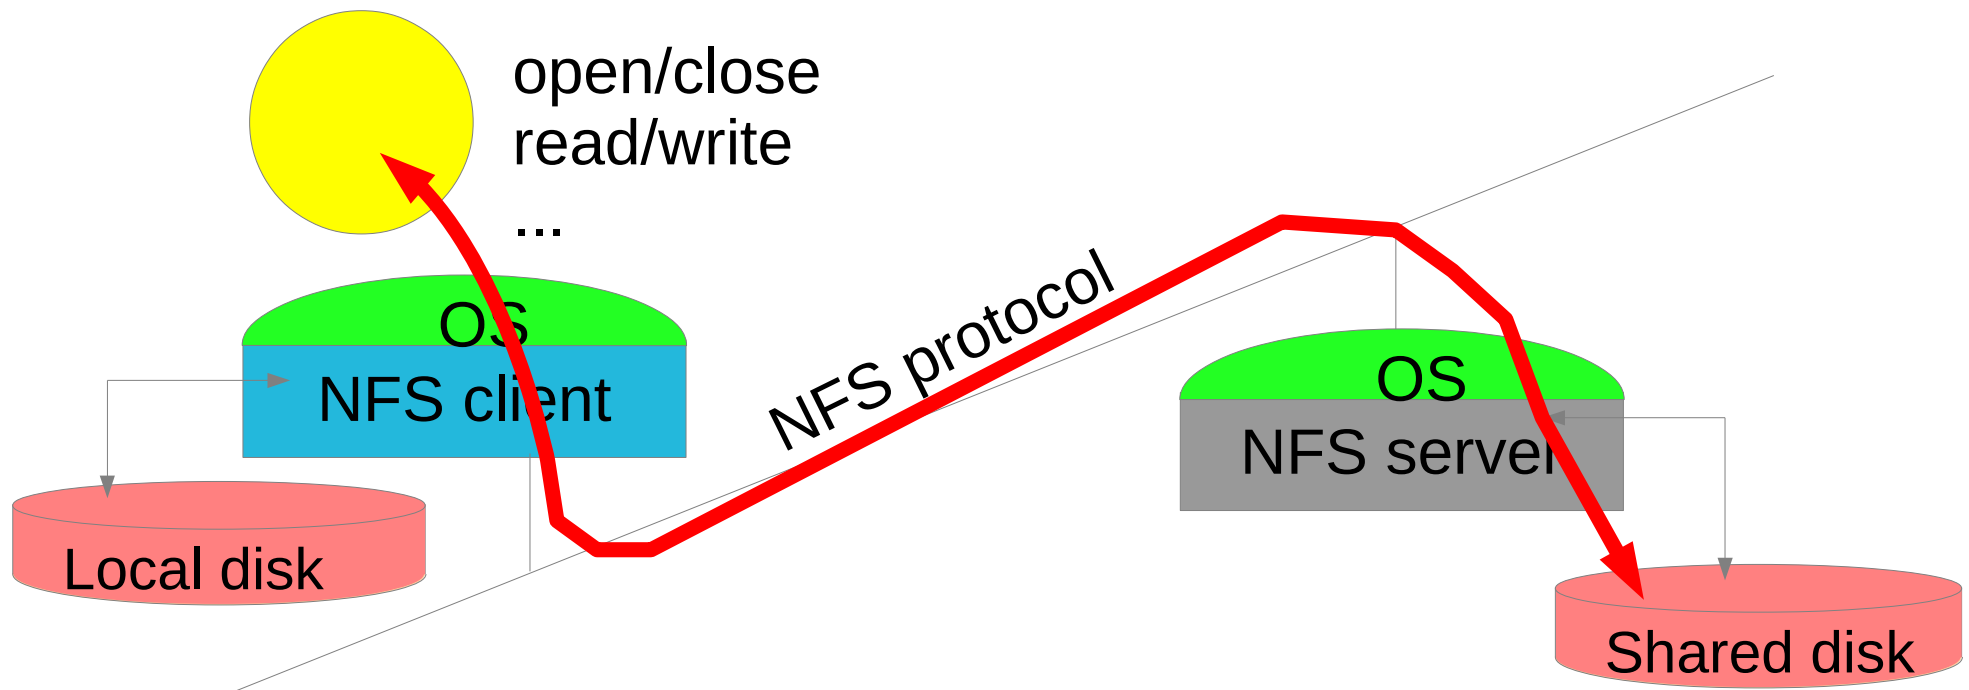 open/close
read/write
...
OS
NFS client
Local disk
NFS protocol
OS
NFS server
Shared disk